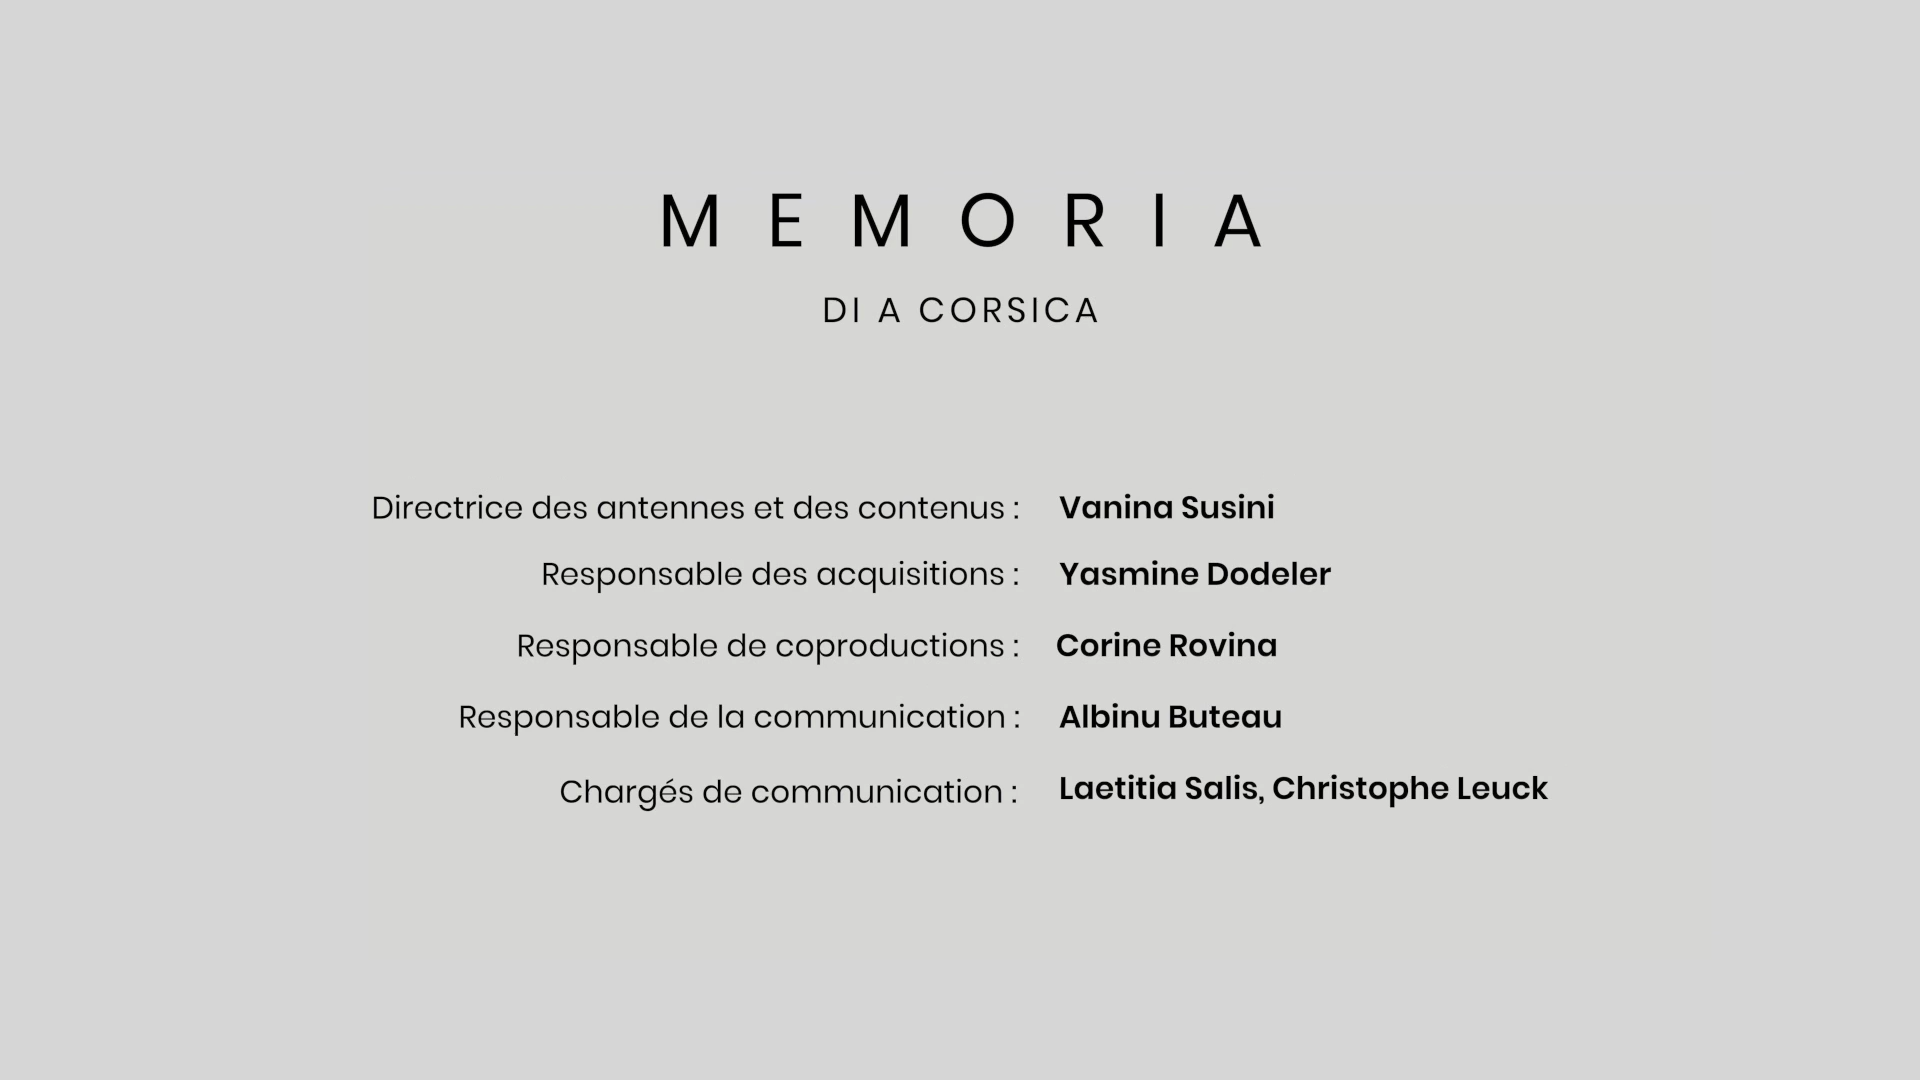 MEMORIA
DI A CORSICA
Directrice des antennes et des contenus : Vanina Susini
Responsable des acquisitions : Yasmine Dodeler
Responsable de coproductions : Corine Rovina
Responsable de la communication : Albinu Buteau
Chargés de communication : Laetitia Salis, Christophe Leuck